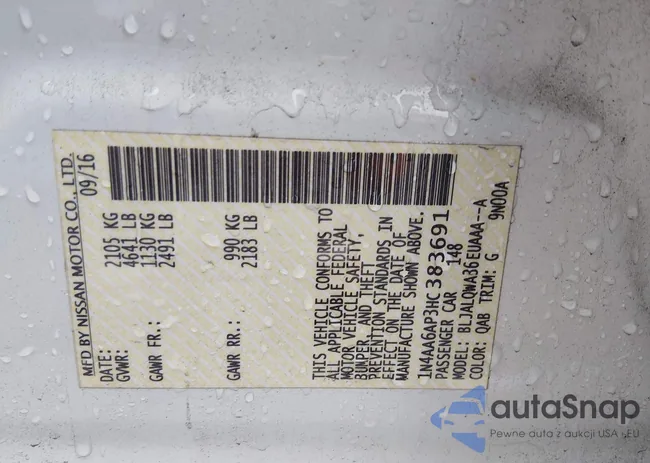 MFD BY NISSAN MOTOR CO., LTD.
DATE: 09/16
GVWR: 2105 KG
4641 LB
GAWR FR: 1130 KG
2491 LB
GAWR RR: 990 KG
2183 LB
THIS VEHICLE CONFORMS TO
ALL APPLICABLE FEDERAL
MOTOR VEHICLE SAFETY,
BUMPER, AND THEFT
PREVENTION STANDARDS IN
EFFECT ON THE DATE OF
MANUFACTURE SHOWN ABOVE.
1N4AA6AP3HC383691
PASSENGER CAR 148
MODEL: BLJALQWA36EUAAA--A
COLOR: QAB TRIM: G 9N00A
autaSnap
Pewne auta z aukcji USA i EU